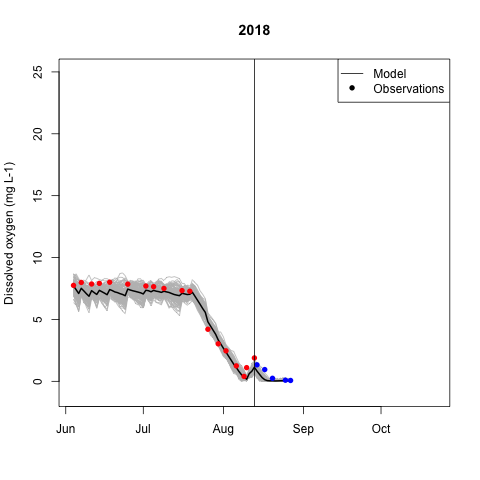 2018
Model
Observations
Dissolved oxygen (mg L-1)
25
20
15
10
5
0
Jun
Jul
Aug
Sep
Oct